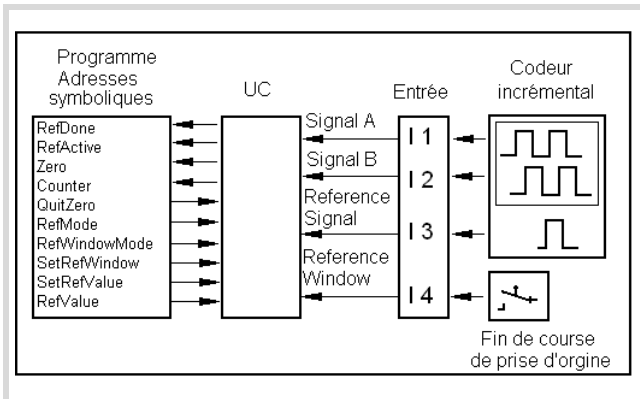 Programme
Adresses
symboliques
UC
Entrée
Codeur
incrémental
RefDone
RefActive
Zero
Counter
QuitZero
RefMode
RefWindowMode
SetRefWindow
SetRefValue
RefValue
Signal A
Signal B
Reference
Signal
Reference
Window
I 1
I 2
I 3
I 4
Fin de course
de prise d'orgine